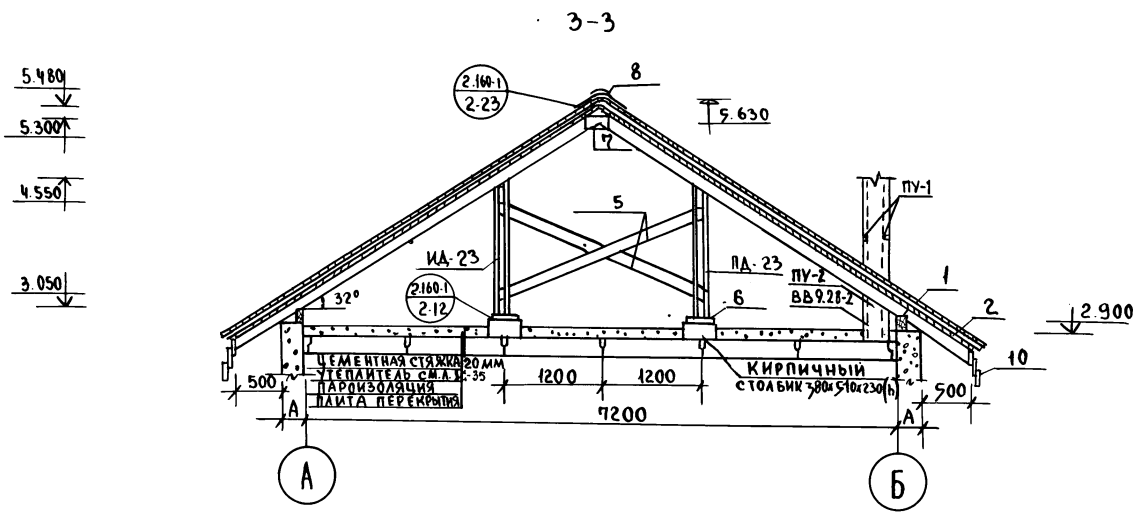 3-3
5.480
2.160-1
2-23
8
5.630
5.300
7
4.550
ПУ-1
5
ИД-23
ПД-23
3.050
2.160-1
2-12
ПУ-2
ВВ9.28-2
1
32°
6
2
2.900
ЦЕМЕНТНАЯ СТЯЖКА 20 ММ
УТЕПЛИТЕЛЬ СМ.Л.
-35
ПАРОИЗОЛЯЦИЯ
ПЛИТА ПЕРЕКРЫТИЯ
КИРПИЧНЫЙ
СТОЛБИК 380х510х230(h)
10
500
1200
1200
500
А
7200
А
А
Б